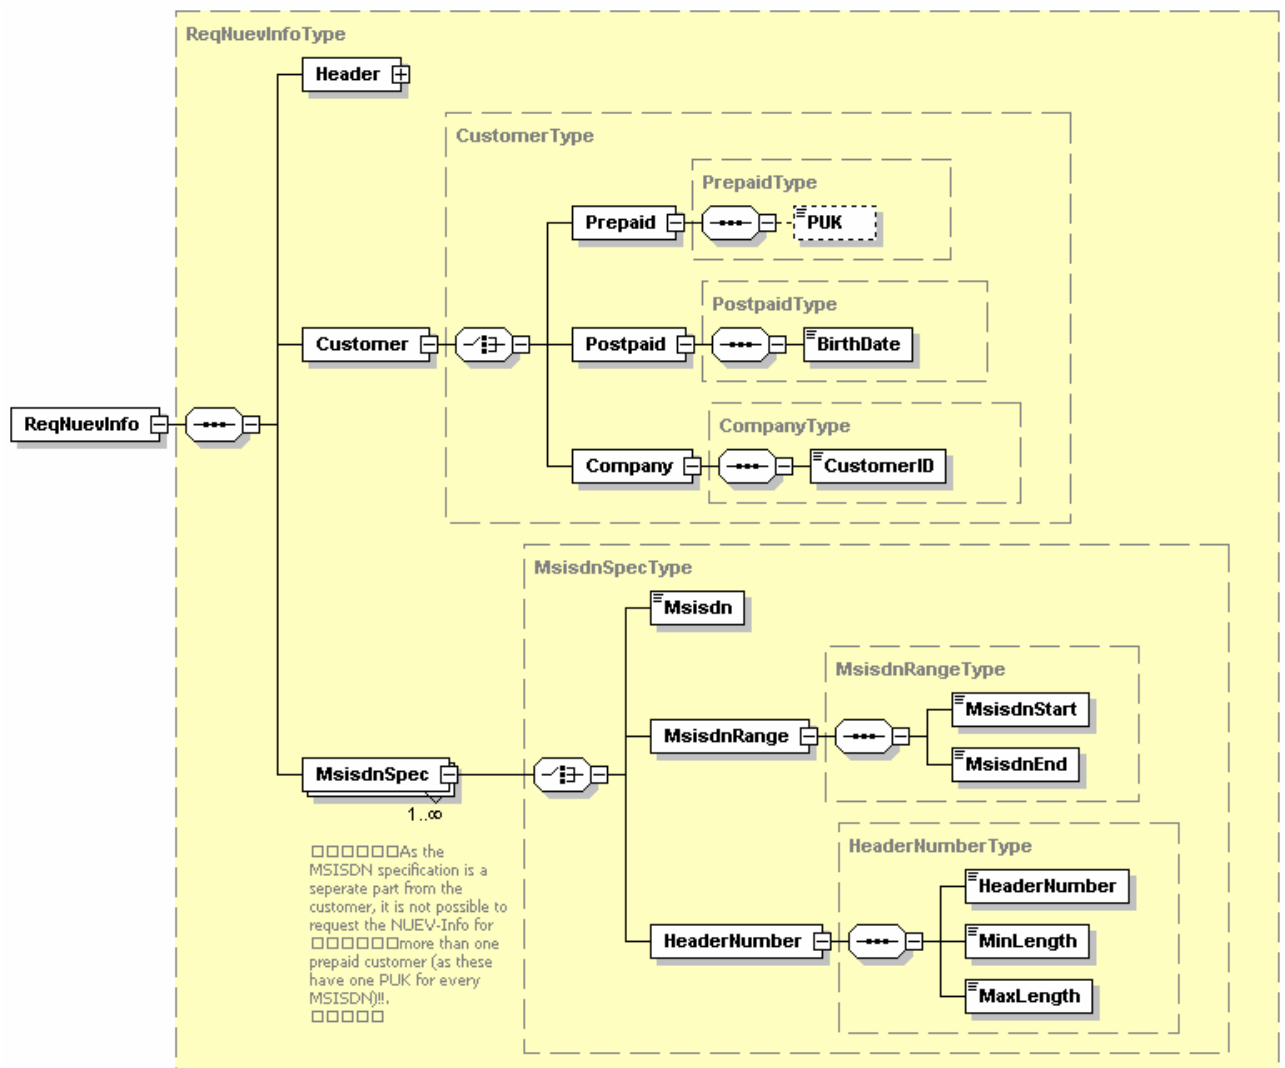 ReqNuevInfoType
Header
CustomerType
PrepaidType
Prepaid
PUK
PostpaidType
Customer
Postpaid
BirthDate
CompanyType
ReqNuevInfo
Company
CustomerID
MsisdnSpecType
Msisdn
MsisdnRangeType
MsisdnStart
MsisdnRange
MsisdnEnd
MsisdnSpec
1..∞
HeaderNumberType
□□□□□□As the
MSISDN specification is a
seperate part from the
customer, it is not possible to
request the NUEV-Info for
□□□□□□more than one
prepaid customer (as these
have one PUK for every
MSISDN)!!.
□□□□□
HeaderNumber
HeaderNumber
MinLength
MaxLength